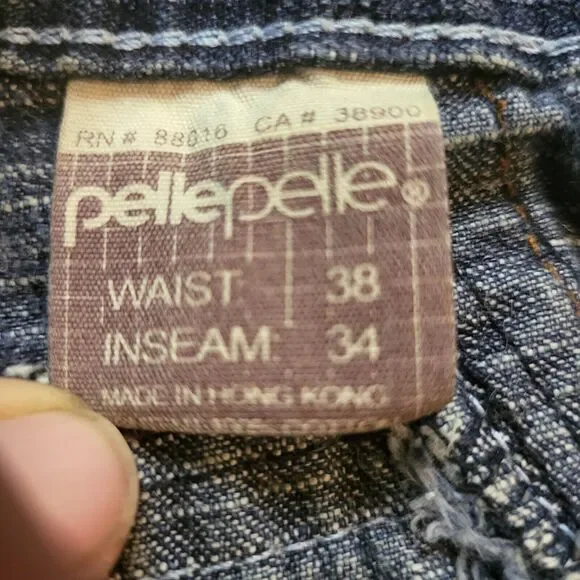 RN # 88016 CA # 38900
pellepelle®
WAIST: 38
INSEAM: 34
MADE IN HONG KONG